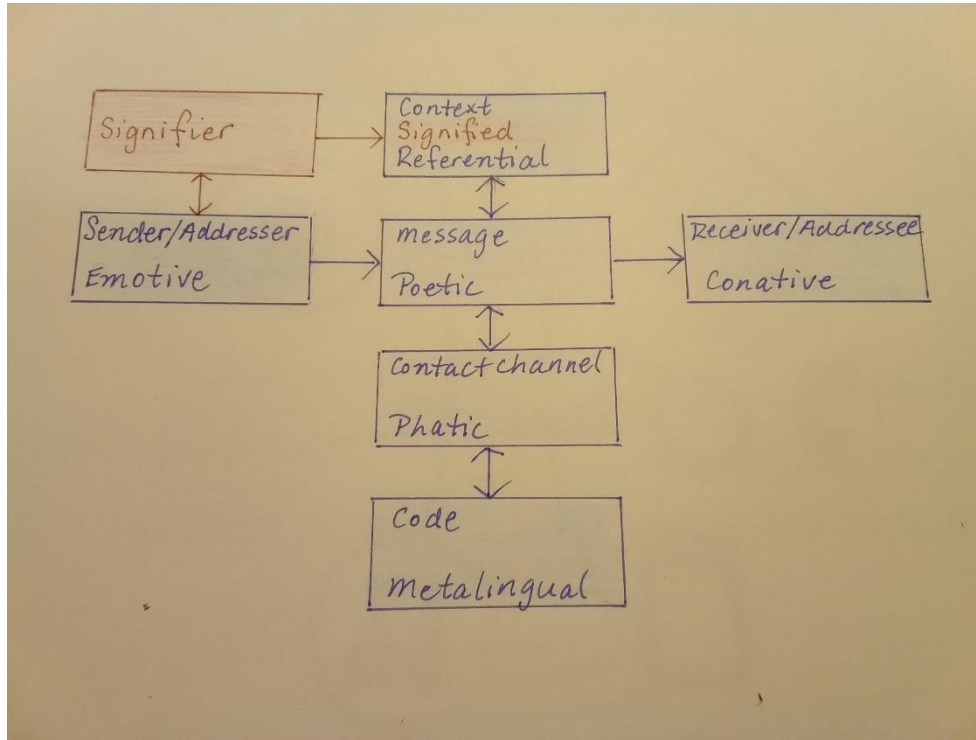 Signifier
Context
Signified
Referential
Sender/Addresser
Emotive
message
Poetic
Receiver/Addressee
Conative
Contact channel
Phatic
Code
Metalingual